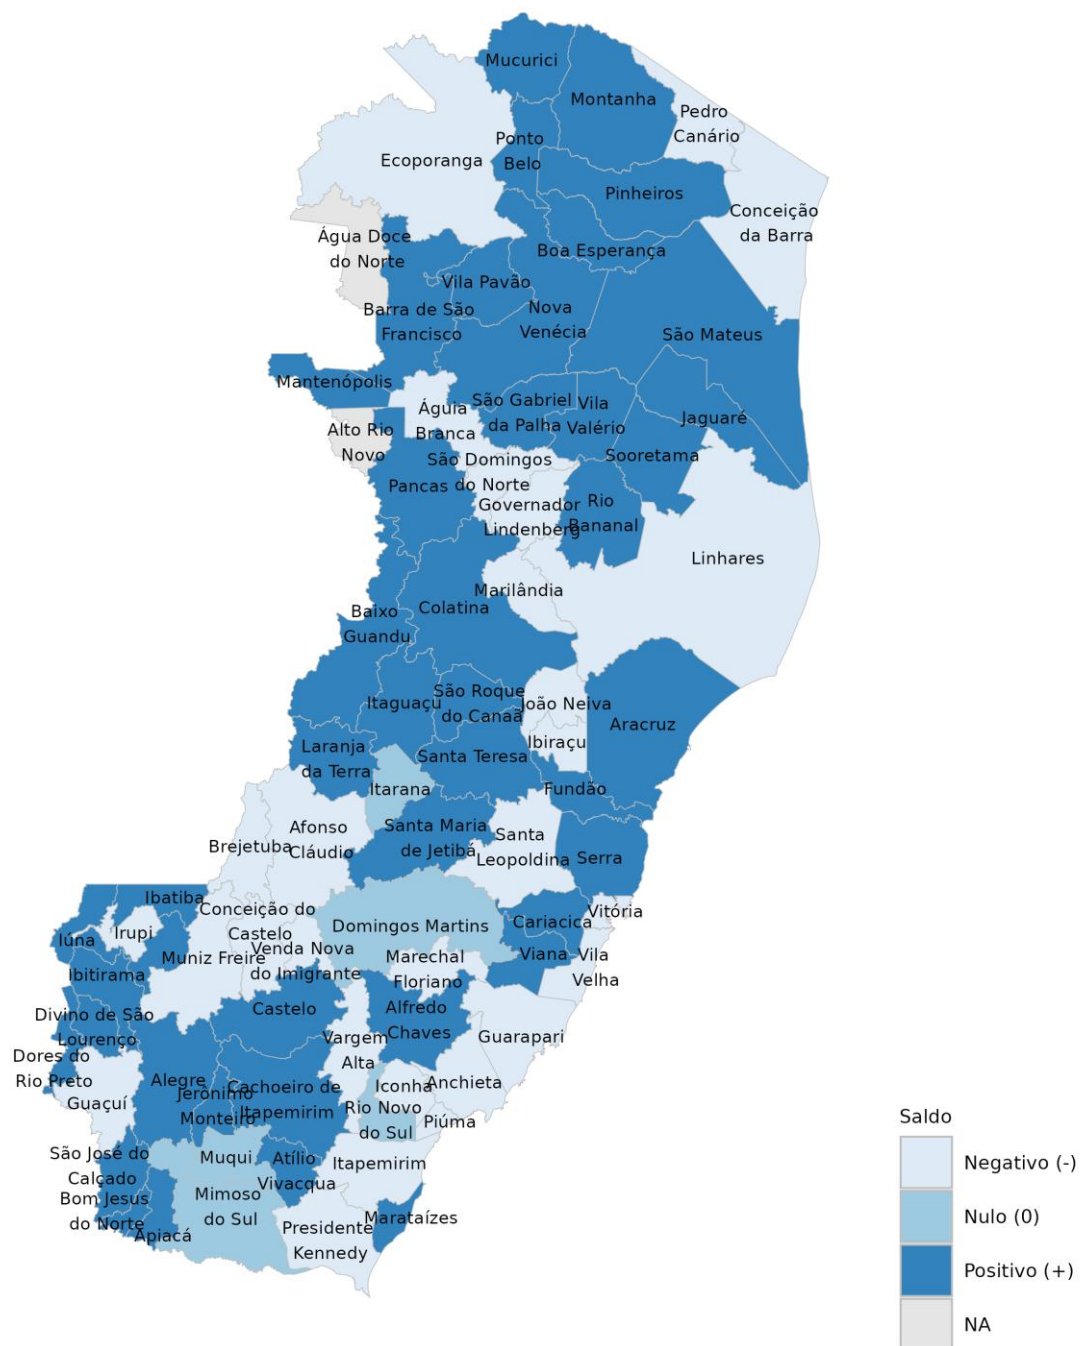 Mucurici
Montanha
Pedro
Canário
Ponto
Belo
Ecoporanga
Pinheiros
Conceição
da Barra
Água Doce
do Norte
Boa Esperança
Vila Pavão
Barra de São
Francisco
Nova
Venécia
São Mateus
Mantenópolis
Águia
Branca
São Gabriel
da Palha
Vila
Valério
Jaguaré
Alto Rio
Novo
Sooretama
São Domingos
do Norte
Pancas
Governador
Lindenberg
Rio
Bananal
Linhares
Marilândia
Colatina
Baixo
Guandu
Itaguaçu
São Roque
do Canaã
João Neiva
Aracruz
Ibiraçu
Laranja
da Terra
Santa Teresa
Itarana
Fundão
Afonso
Cláudio
Santa Maria
de Jetibá
Santa
Leopoldina
Brejetuba
Serra
Ibatiba
Conceição do
Castelo
Domingos Martins
Cariacica
Vitória
Iúna
Irupi
Venda Nova
do Imigrante
Muniz Freire
Marechal
Floriano
Viana
Vila
Velha
Ibitirama
Castelo
Alfredo
Chaves
Divino de São
Lourenço
Guarapari
Vargem
Alta
Dores do
Rio Preto
Alegre
Jerônimo
Monteiro
Cachoeiro de
Itapemirim
Iconha
Anchieta
Guaçuí
Rio Novo
do Sul
Piúma
São José do
Calçado
Muqui
Atílio
Vivacqua
Itapemirim
Bom Jesus
do Norte
Mimoso
do Sul
Apiacá
Presidente
Kennedy
Marataízes
Saldo
Negativo (-)
Nulo (0)
Positivo (+)
NA